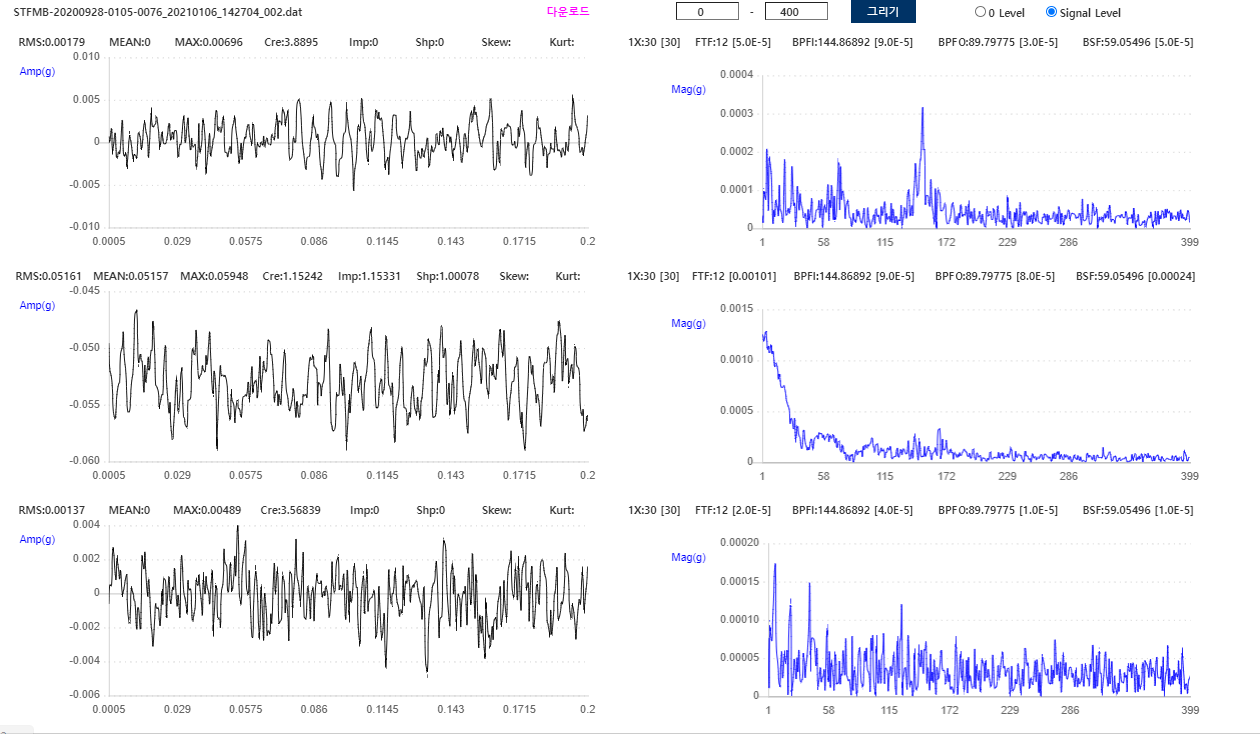 STFMB-20200928-0105-0076_20210106_142704_002.dat 다운로드 0 - 400 그리기 0 Level Signal Level
RMS:0.00179 MEAN:0 MAX:0.00696 Cre:3.8895 Imp:0 Shp:0 Skew: Kurt:
Amp(g)
0.010
0.005
0
-0.005
-0.010
0.0005 0.029 0.0575 0.086 0.1145 0.143 0.1715 0.2
1X:30 [30] FTF:12 [5.0E-5] BPFI:144.86892 [9.0E-5] BPFO:89.79775 [3.0E-5] BSF:59.05496 [5.0E-5]
Mag(g)
0.0004
0.0003
0.0002
0.0001
0
1 58 115 172 229 286 399
RMS:0.05161 MEAN:0.05157 MAX:0.05948 Cre:1.15242 Imp:1.15331 Shp:1.00078 Skew: Kurt:
Amp(g)
-0.045
-0.050
-0.055
-0.060
0.0005 0.029 0.0575 0.086 0.1145 0.143 0.1715 0.2
1X:30 [30] FTF:12 [0.00101] BPFI:144.86892 [9.0E-5] BPFO:89.79775 [8.0E-5] BSF:59.05496 [0.00024]
Mag(g)
0.0015
0.0010
0.0005
0
1 58 115 172 229 286 399
RMS:0.00137 MEAN:0 MAX:0.00489 Cre:3.56839 Imp:0 Shp:0 Skew: Kurt:
Amp(g)
0.004
0.002
0
-0.002
-0.004
-0.006
0.0005 0.029 0.0575 0.086 0.1145 0.143 0.1715 0.2
1X:30 [30] FTF:12 [2.0E-5] BPFI:144.86892 [4.0E-5] BPFO:89.79775 [1.0E-5] BSF:59.05496 [1.0E-5]
Mag(g)
0.00020
0.00015
0.00010
0.00005
0
1 58 115 172 229 286 399